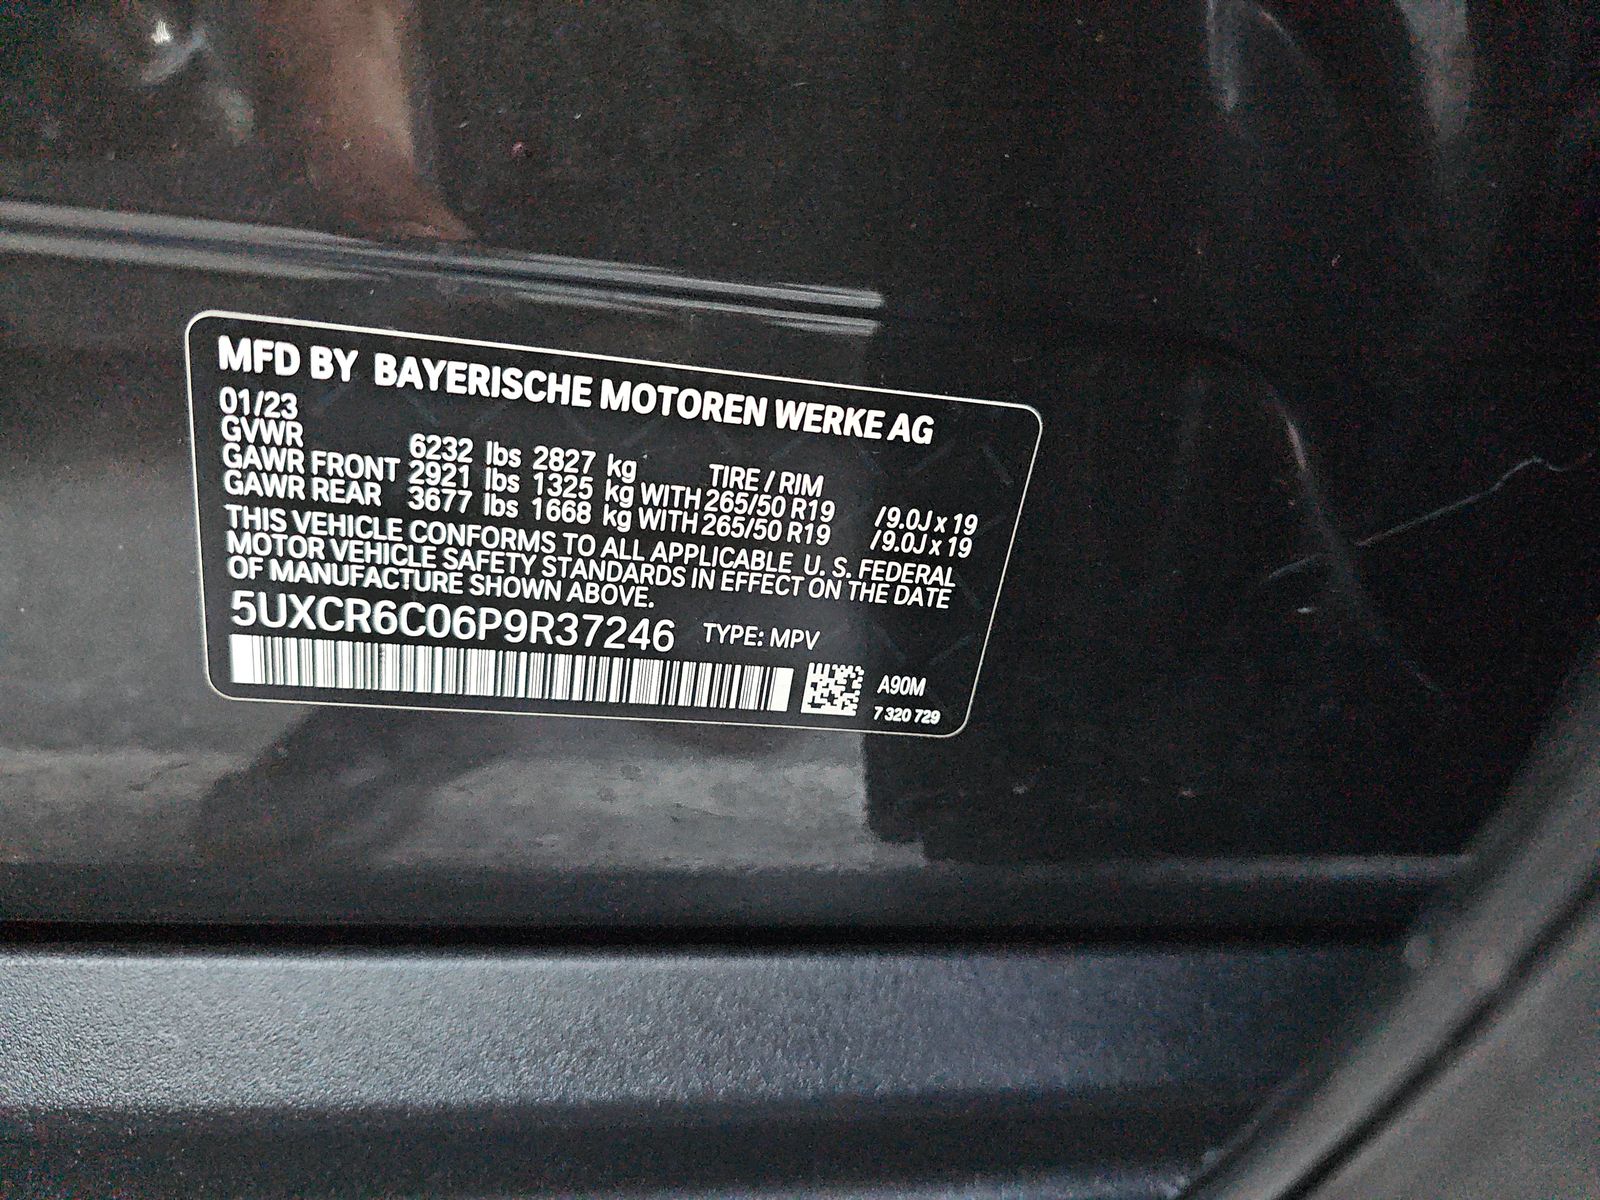 MFD BY BAYERISCHE MOTOREN WERKE AG
01/23
GVWR 6232 lbs 2827 kg TIRE / RIM
GAWR FRONT 2921 lbs 1325 kg WITH 265/50 R19 /9.0J x 19
GAWR REAR 3677 lbs 1668 kg WITH 265/50 R19 /9.0J x 19
THIS VEHICLE CONFORMS TO ALL APPLICABLE U. S. FEDERAL
MOTOR VEHICLE SAFETY STANDARDS IN EFFECT ON THE DATE
OF MANUFACTURE SHOWN ABOVE.
5UXCR6C06P9R37246 TYPE: MPV
A90M
7 320 729